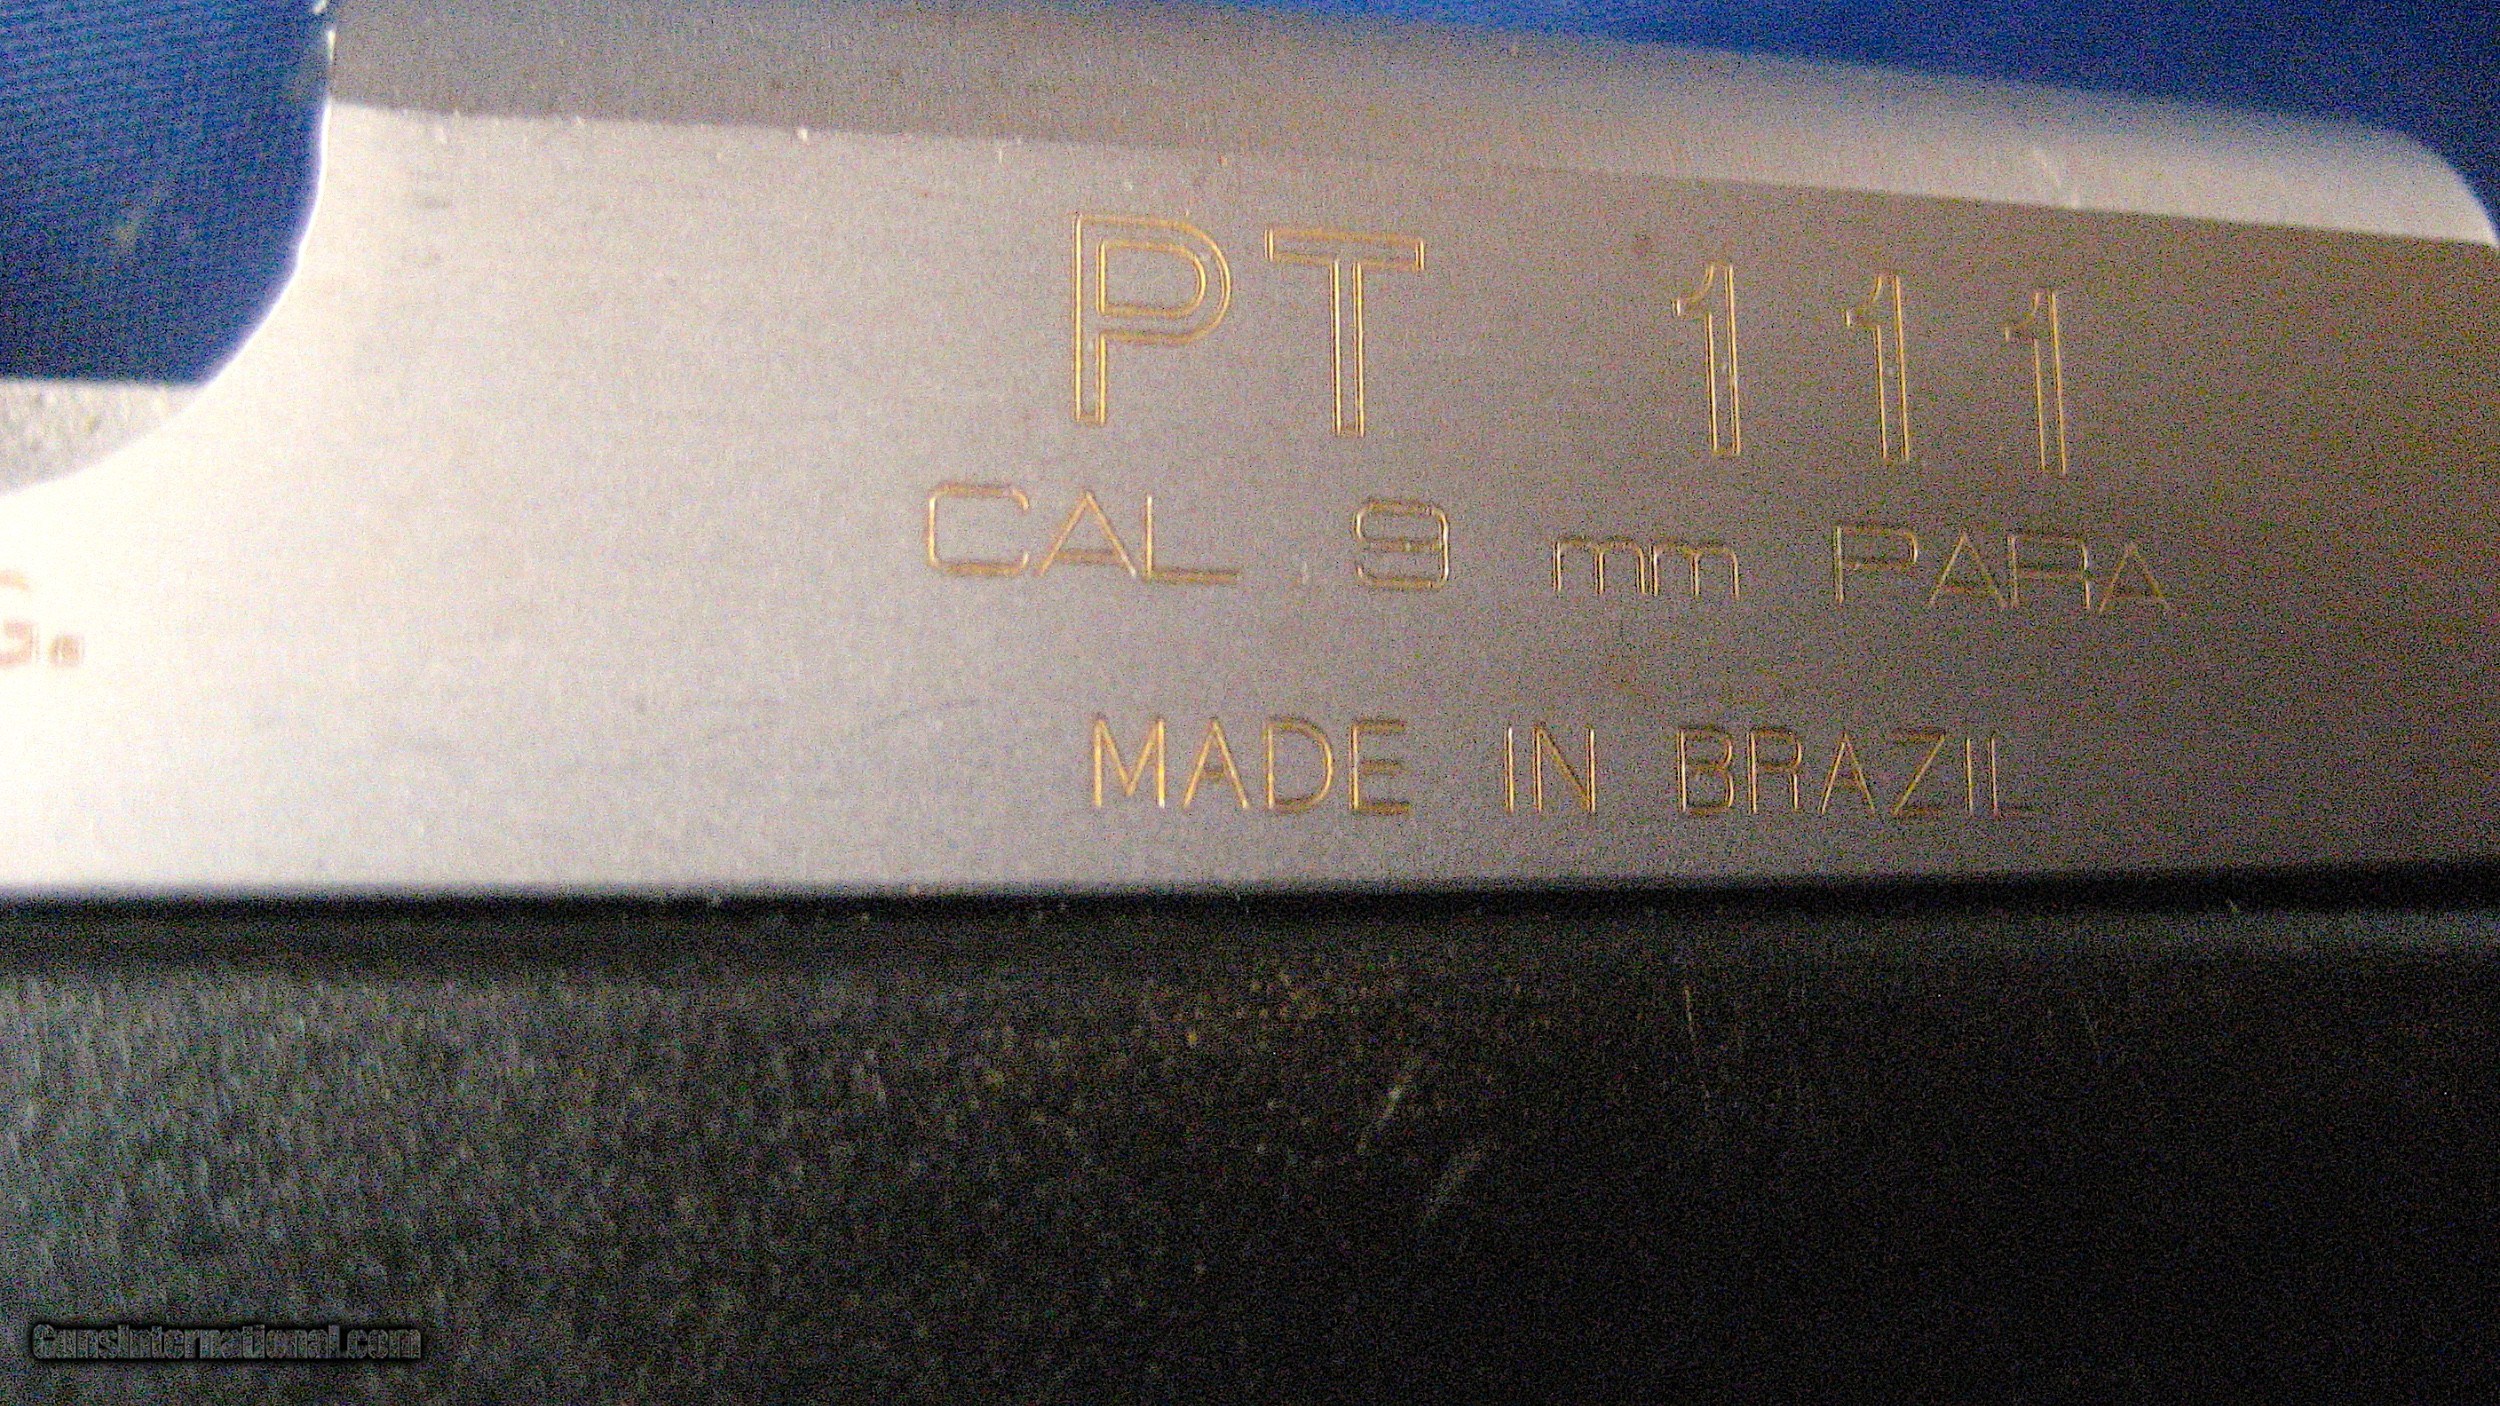 PT 111
CAL. 9 mm PARA
G.
MADE IN BRAZIL
GunsInternational.com